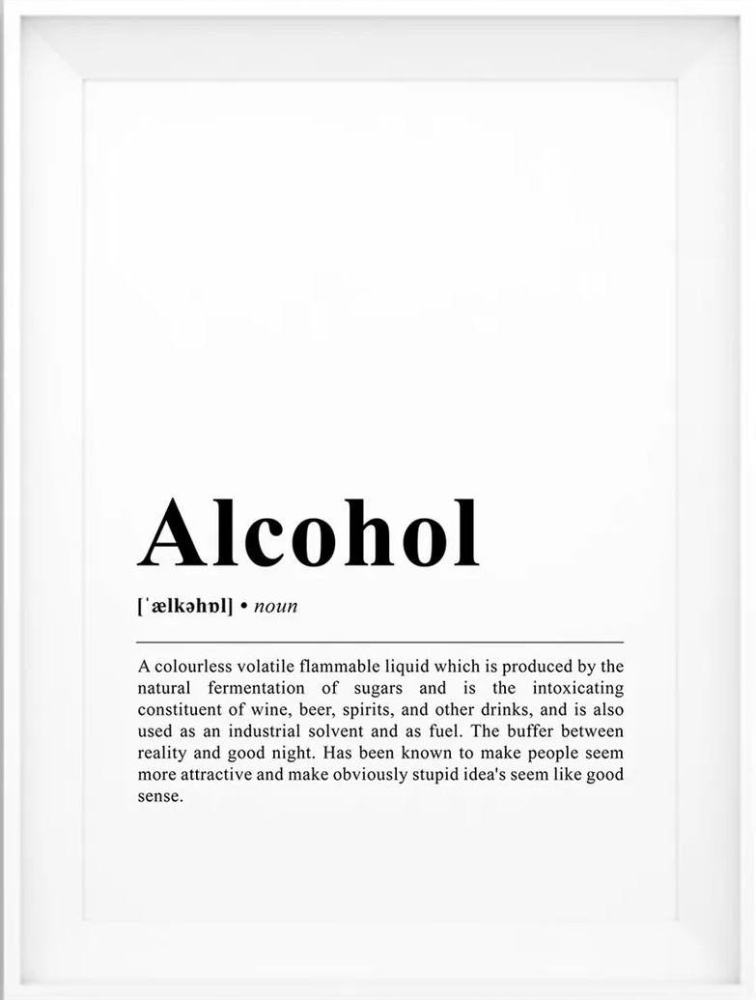 Alcohol
[ˈælkəhɒl] • noun
A colourless volatile flammable liquid which is produced by the
natural fermentation of sugars and is the intoxicating
constituent of wine, beer, spirits, and other drinks, and is also
used as an industrial solvent and as fuel. The buffer between
reality and good night. Has been known to make people seem
more attractive and make obviously stupid idea's seem like good
sense.